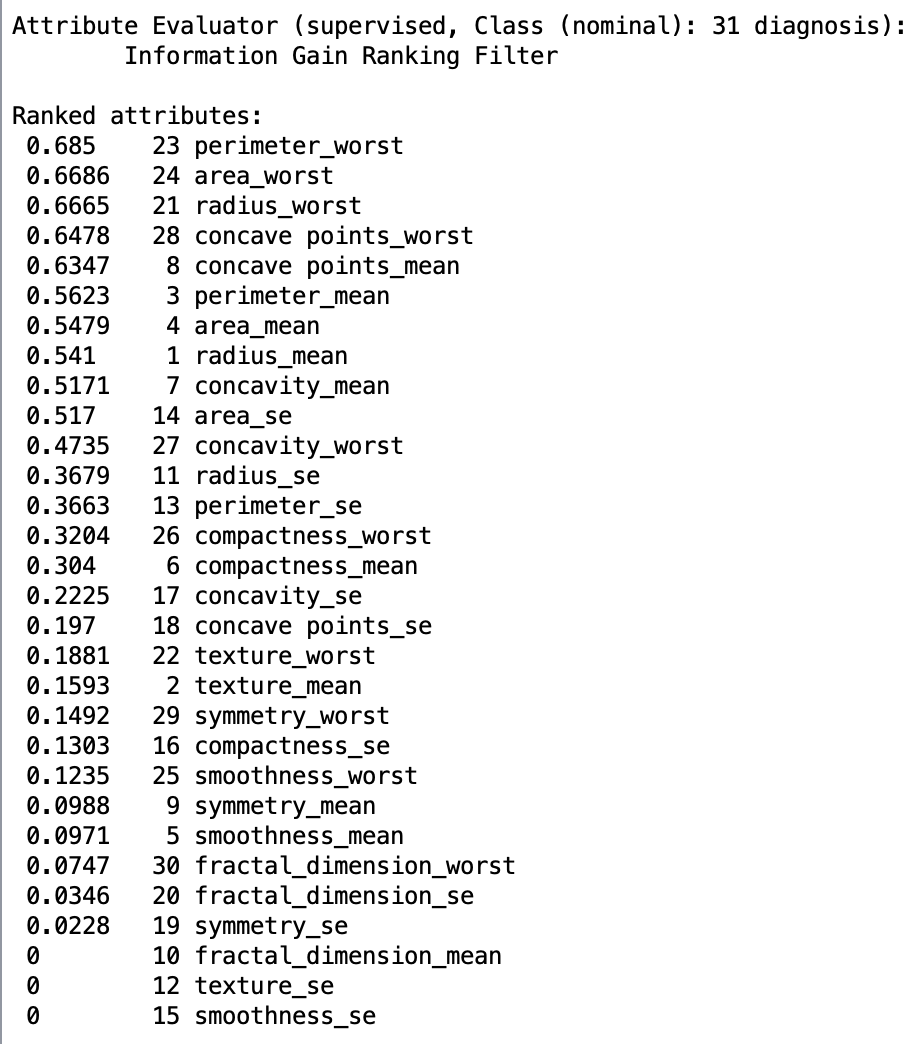 Attribute Evaluator (supervised, Class (nominal): 31 diagnosis):
Information Gain Ranking Filter
Ranked attributes:
0.685 23 perimeter_worst
0.6686 24 area_worst
0.6665 21 radius_worst
0.6478 28 concave points_worst
0.6347 8 concave points_mean
0.5623 3 perimeter_mean
0.5479 4 area_mean
0.541 1 radius_mean
0.5171 7 concavity_mean
0.517 14 area_se
0.4735 27 concavity_worst
0.3679 11 radius_se
0.3663 13 perimeter_se
0.3204 26 compactness_worst
0.304 6 compactness_mean
0.2225 17 concavity_se
0.197 18 concave points_se
0.1881 22 texture_worst
0.1593 2 texture_mean
0.1492 29 symmetry_worst
0.1303 16 compactness_se
0.1235 25 smoothness_worst
0.0988 9 symmetry_mean
0.0971 5 smoothness_mean
0.0747 30 fractal_dimension_worst
0.0346 20 fractal_dimension_se
0.0228 19 symmetry_se
0 10 fractal_dimension_mean
0 12 texture_se
0 15 smoothness_se